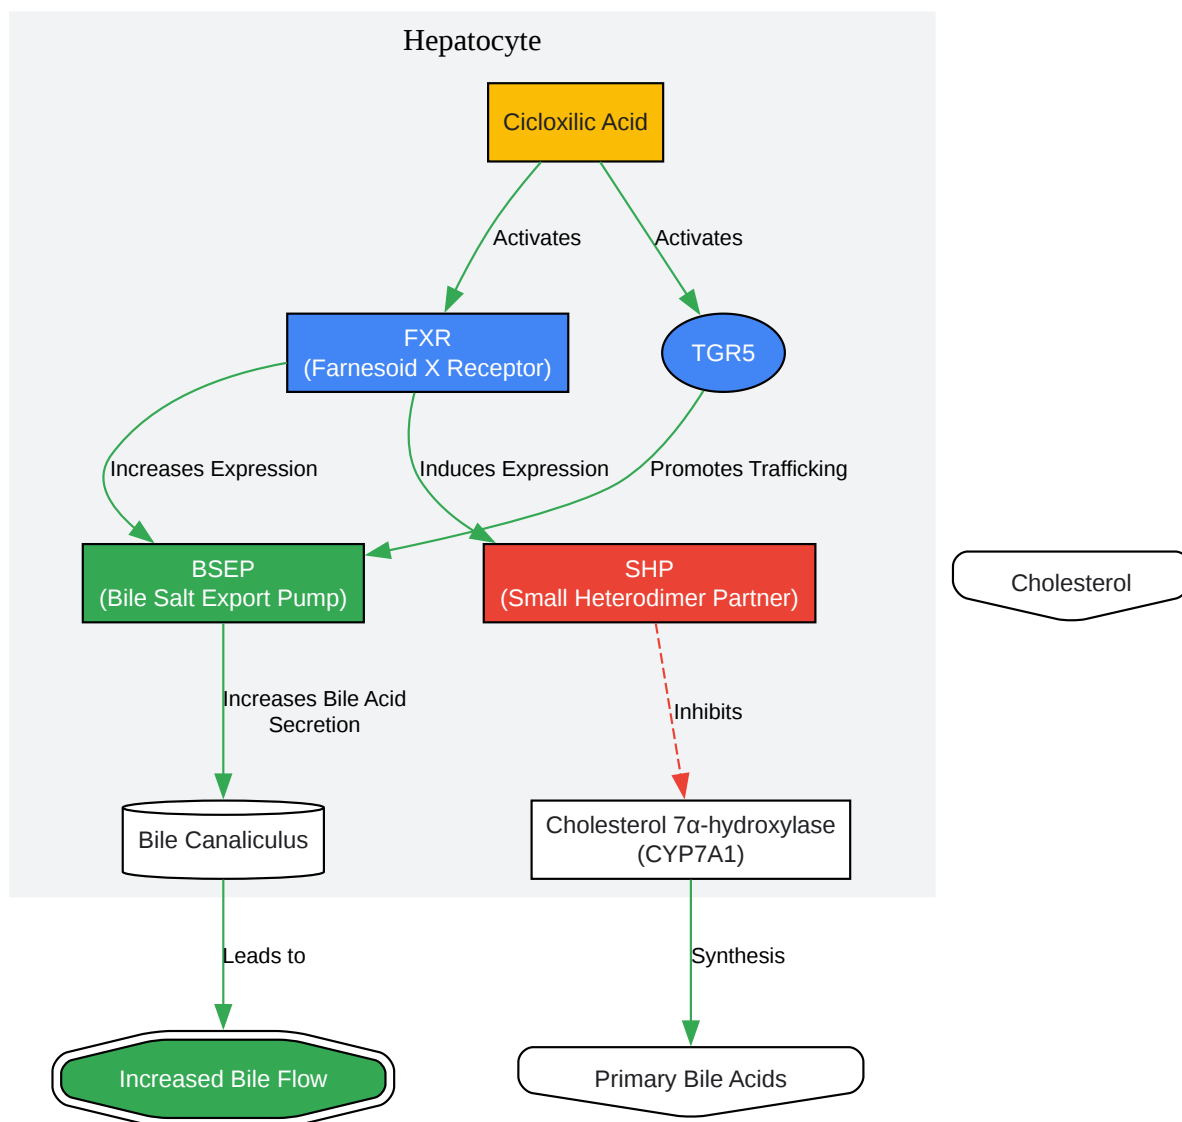 Hepatocyte
Cicloxilic Acid
Activates
Activates
FXR
(Farnesoid X Receptor)
TGR5
Increases Expression
Induces Expression
Promotes Trafficking
BSEP
(Bile Salt Export Pump)
SHP
(Small Heterodimer Partner)
Cholesterol
Increases Bile Acid
Secretion
Inhibits
Bile Canaliculus
Cholesterol 7α-hydroxylase
(CYP7A1)
Leads to
Synthesis
Increased Bile Flow
Primary Bile Acids